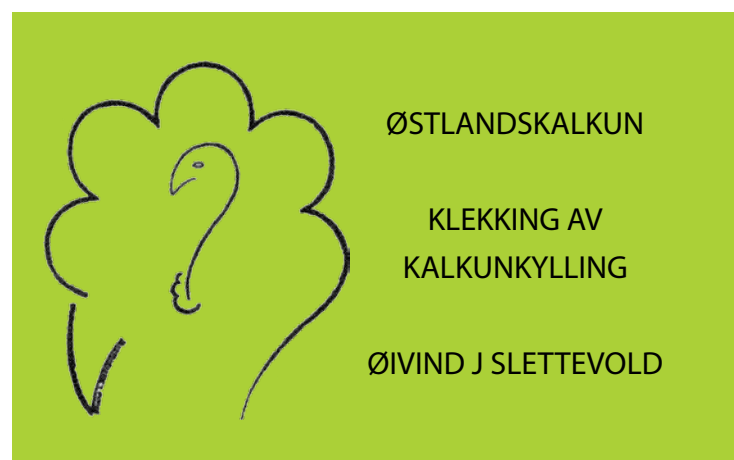 ØSTLANDSKALKUN
KLEKKING AV
KALKUNKYLLING
ØIVIND J SLETTEVOLD